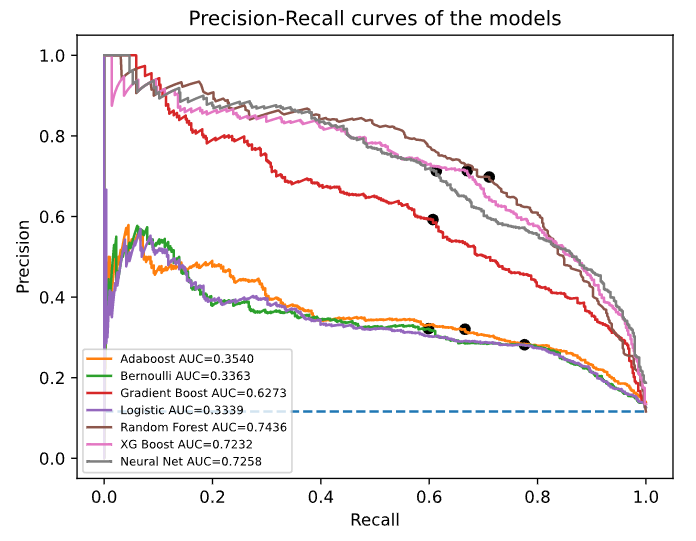 Precision-Recall curves of the models
Precision
1.0
0.8
0.6
0.4
0.2
0.0
Adaboost AUC=0.3540
Bernoulli AUC=0.3363
Gradient Boost AUC=0.6273
Logistic AUC=0.3339
Random Forest AUC=0.7436
XG Boost AUC=0.7232
Neural Net AUC=0.7258
0.0 0.2 0.4 0.6 0.8 1.0
Recall